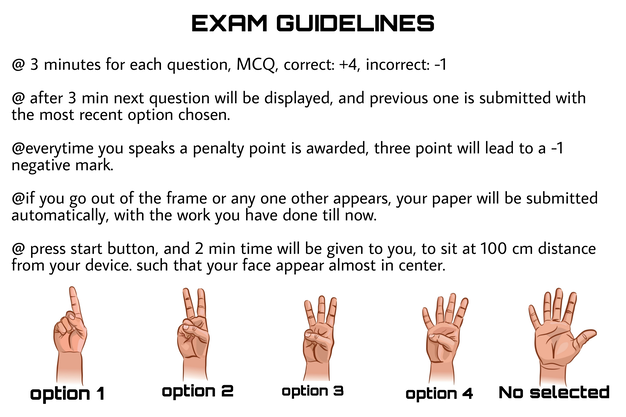 EXAM GUIDELINES
@ 3 minutes for each question, MCQ, correct: +4, incorrect: -1
@ after 3 min next question will be displayed, and previous one is submitted with
the most recent option chosen.
@everytime you speaks a penalty point is awarded, three point will lead to a -1
negative mark.
@if you go out of the frame or any one other appears, your paper will be submitted
automatically, with the work you have done till now.
@ press start button, and 2 min time will be given to you, to sit at 100 cm distance
from your device. such that your face appear almost in center.
option 1 option 2 option 3 option 4 No selected